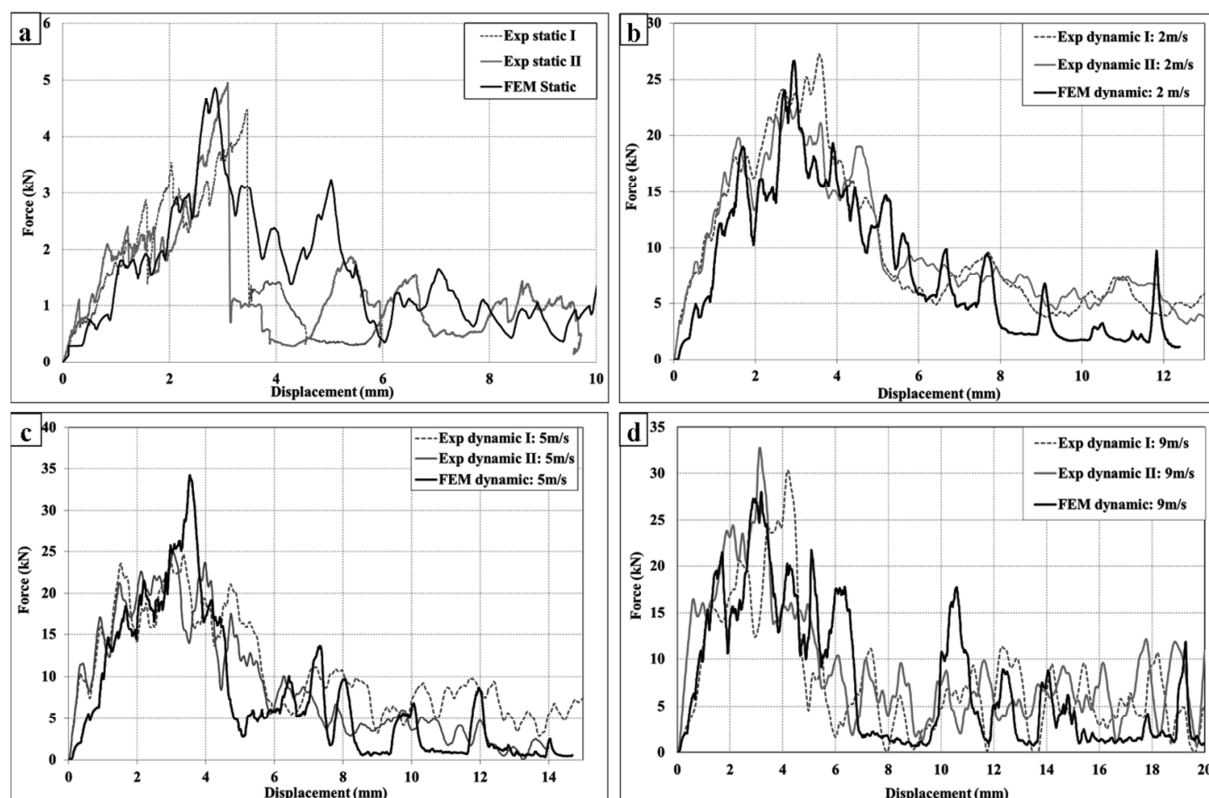 a
6
5
4
3
2
1
0
Force (kN)
Exp static I
Exp static II
FEM Static
0 2 4 6 8 10
Displacement (mm)
b
30
25
20
15
10
5
0
Force (kN)
Exp dynamic I: 2m/s
Exp dynamic II: 2m/s
FEM dynamic: 2 m/s
0 2 4 6 8 10 12
Displacement (mm)
c
40
35
30
25
20
15
10
5
0
Force (kN)
Exp dynamic I: 5m/s
Exp dynamic II: 5m/s
FEM dynamic: 5m/s
0 2 4 6 8 10 12 14
Displacement (mm)
d
35
30
25
20
15
10
5
0
Force (kN)
Exp dynamic I: 9m/s
Exp dynamic II: 9m/s
FEM dynamic: 9m/s
0 2 4 6 8 10 12 14 16 18 20
Displacement (mm)